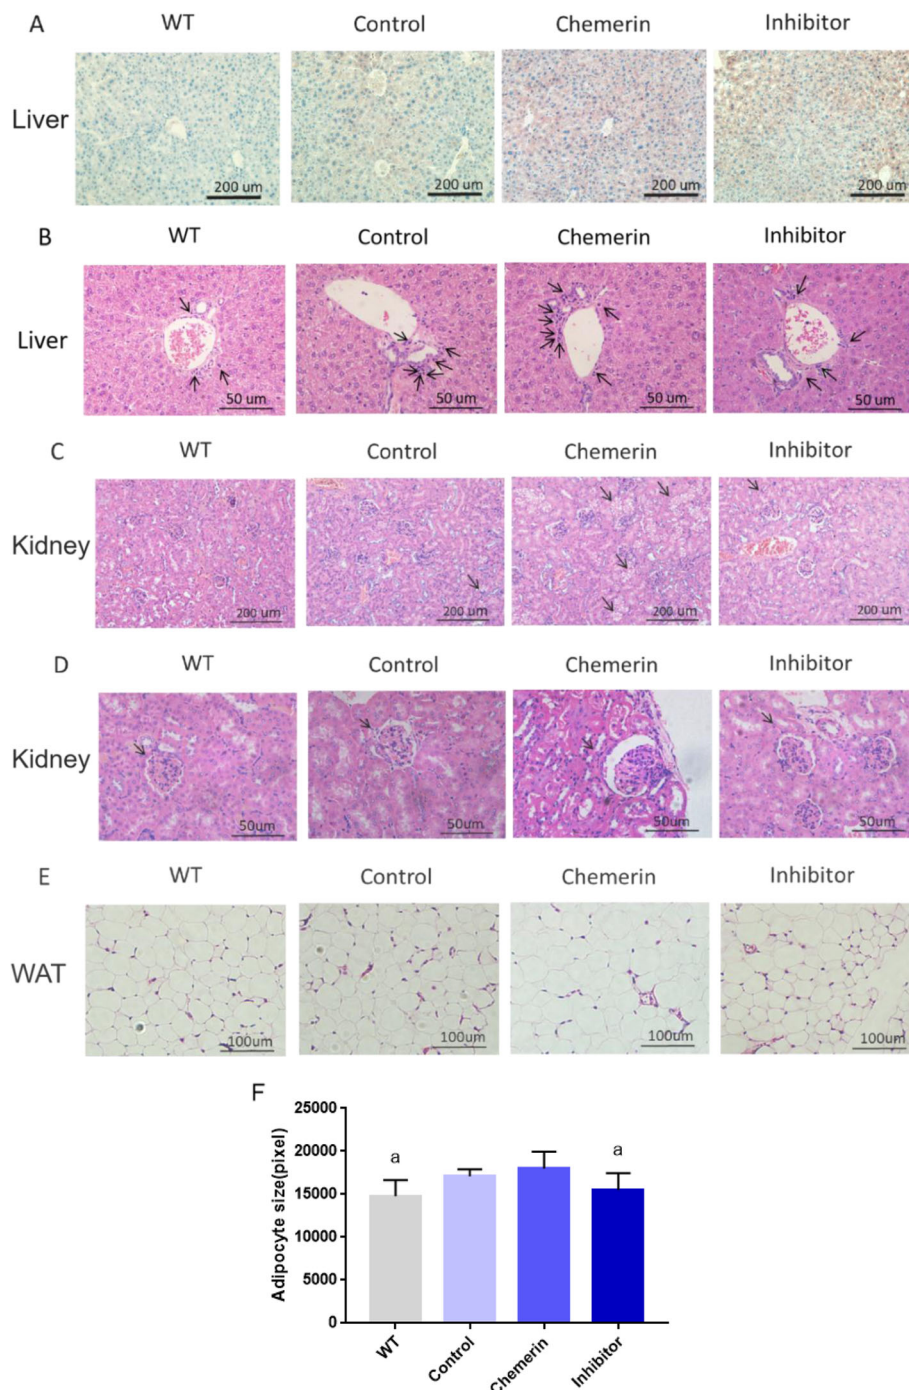 A WT Control Chemerin Inhibitor
Liver
200 um 200 um 200 um 200 um
B WT Control Chemerin Inhibitor
Liver
50 um 50 um 50 um 50 um
C WT Control Chemerin Inhibitor
Kidney
200 um 200 um 200 um 200 um
D WT Control Chemerin Inhibitor
Kidney
50um 50um 50um 50um
E WT Control Chemerin Inhibitor
WAT
100um 100um 100um 100um
F
Adipocyte size(pixel)
25000
20000
15000
10000
5000
0
a a
WT Control Chemerin Inhibitor